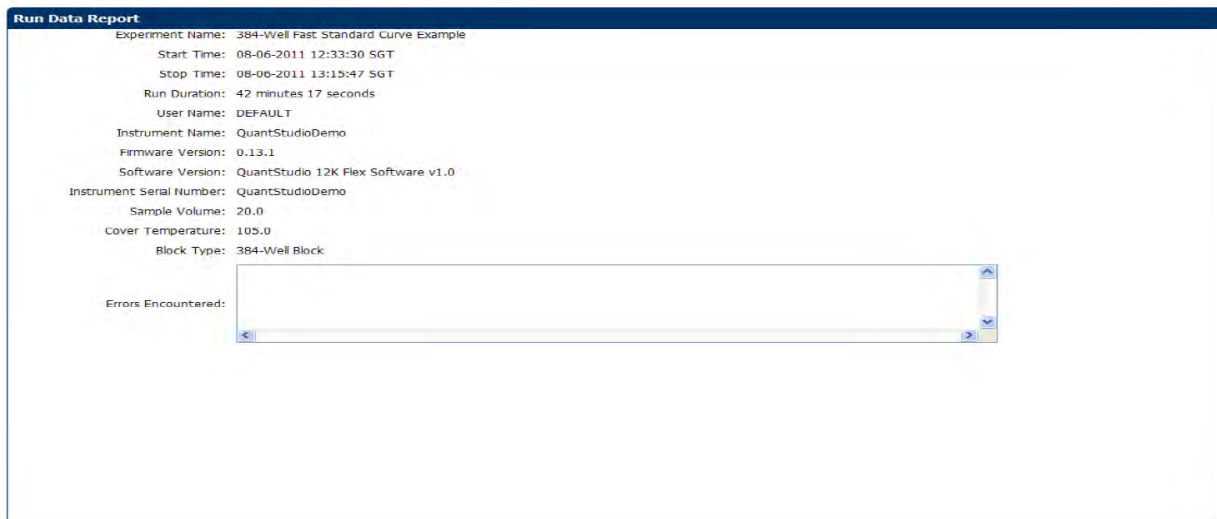 Run Data Report
Experiment Name: 384-Well Fast Standard Curve Example
Start Time: 08-06-2011 12:33:30 SGT
Stop Time: 08-06-2011 13:15:47 SGT
Run Duration: 42 minutes 17 seconds
User Name: DEFAULT
Instrument Name: QuantStudioDemo
Firmware Version: 0.13.1
Software Version: QuantStudio 12K Flex Software v1.0
Instrument Serial Number: QuantStudioDemo
Sample Volume: 20.0
Cover Temperature: 105.0
Block Type: 384-Well Block
Errors Encountered: